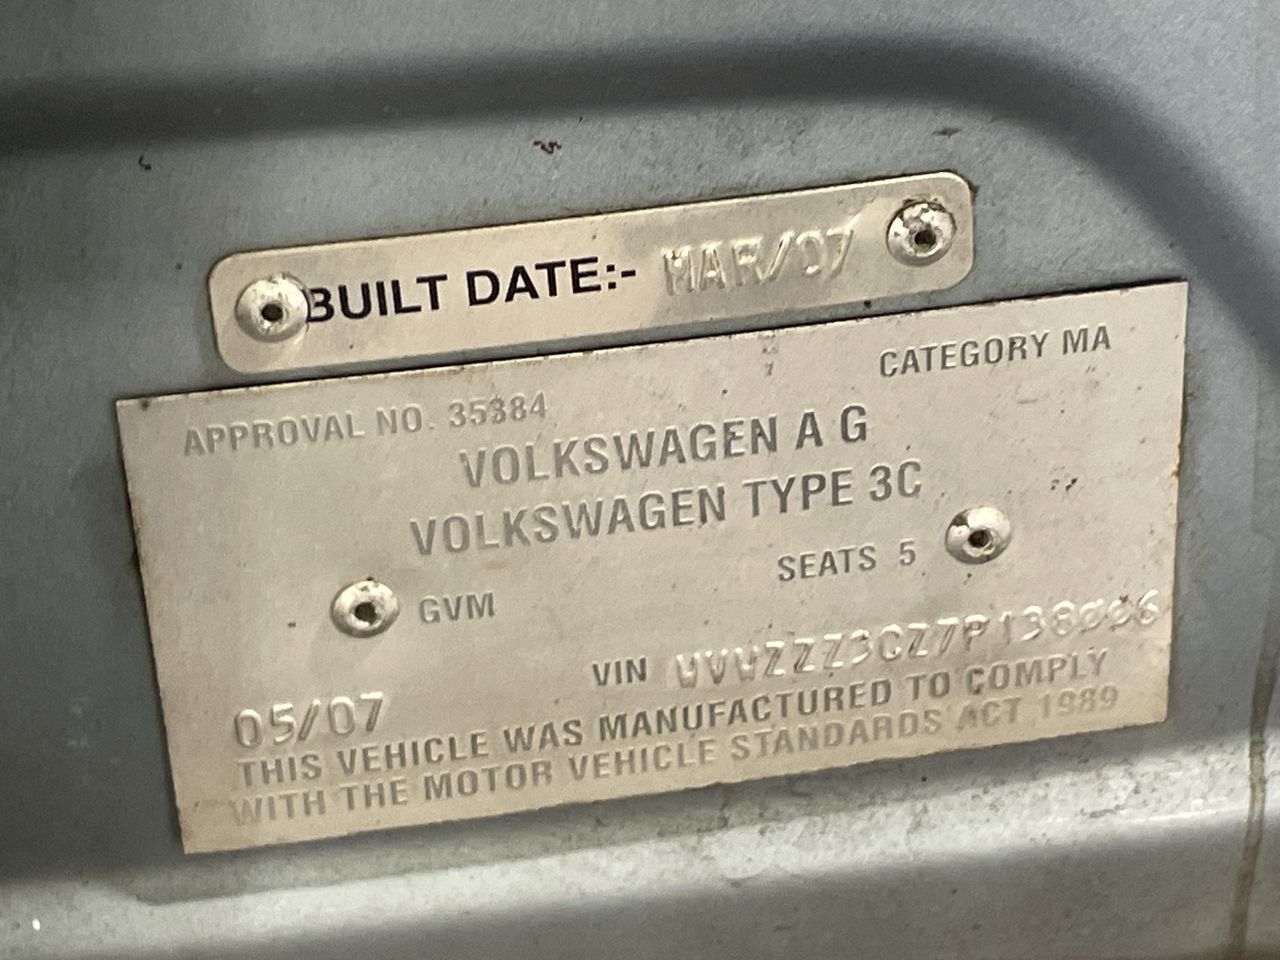 BUILT DATE:- MAR/07
APPROVAL NO. 35384 CATEGORY MA
VOLKSWAGEN A G
VOLKSWAGEN TYPE 3C
SEATS 5
GVM
VIN WVWZZZ3CZ7P138006
05/07
THIS VEHICLE WAS MANUFACTURED TO COMPLY
WITH THE MOTOR VEHICLE STANDARDS ACT 1989